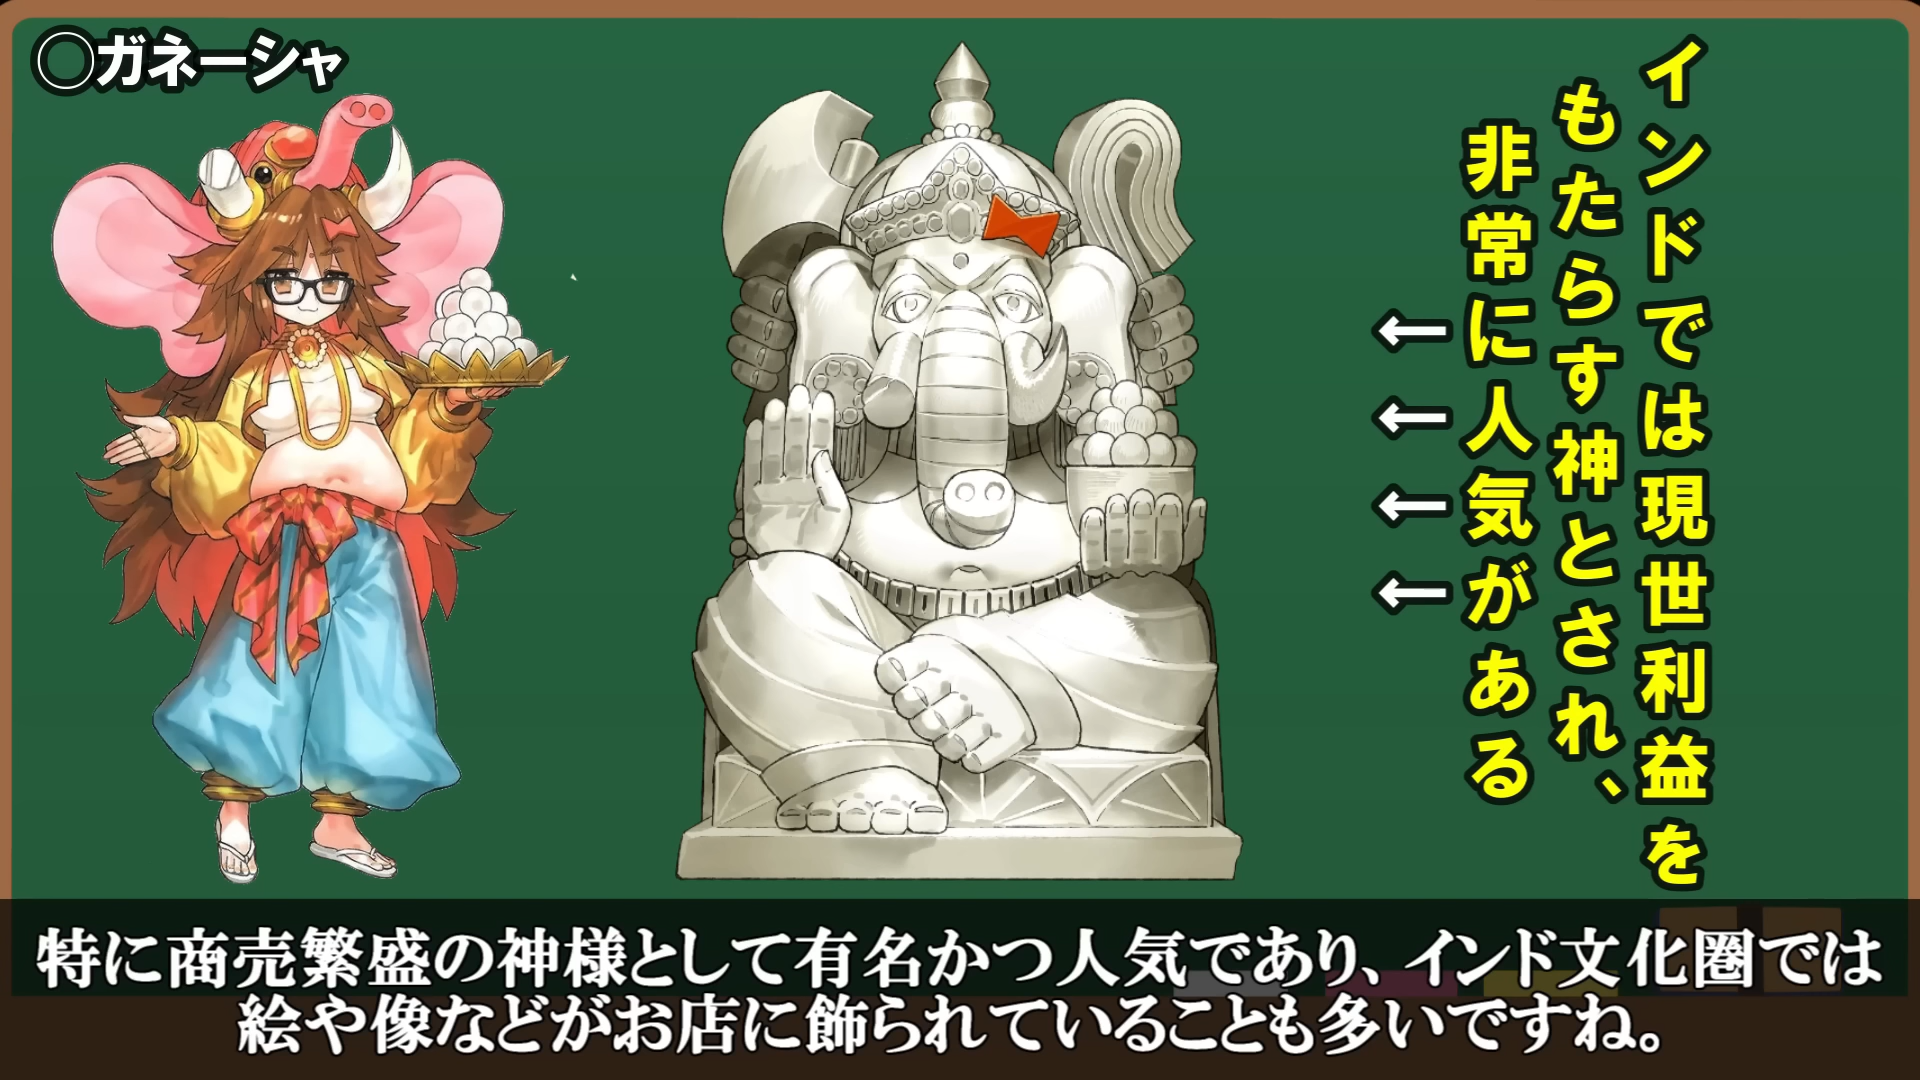 ○ガネーシャ
インドでは現世利益を
もたらす神とされ、
非常に人気がある
←
←
←
←
特に商売繁盛の神様として有名かつ人気であり、インド文化圏では
絵や像などがお店に飾られていることも多いですね。